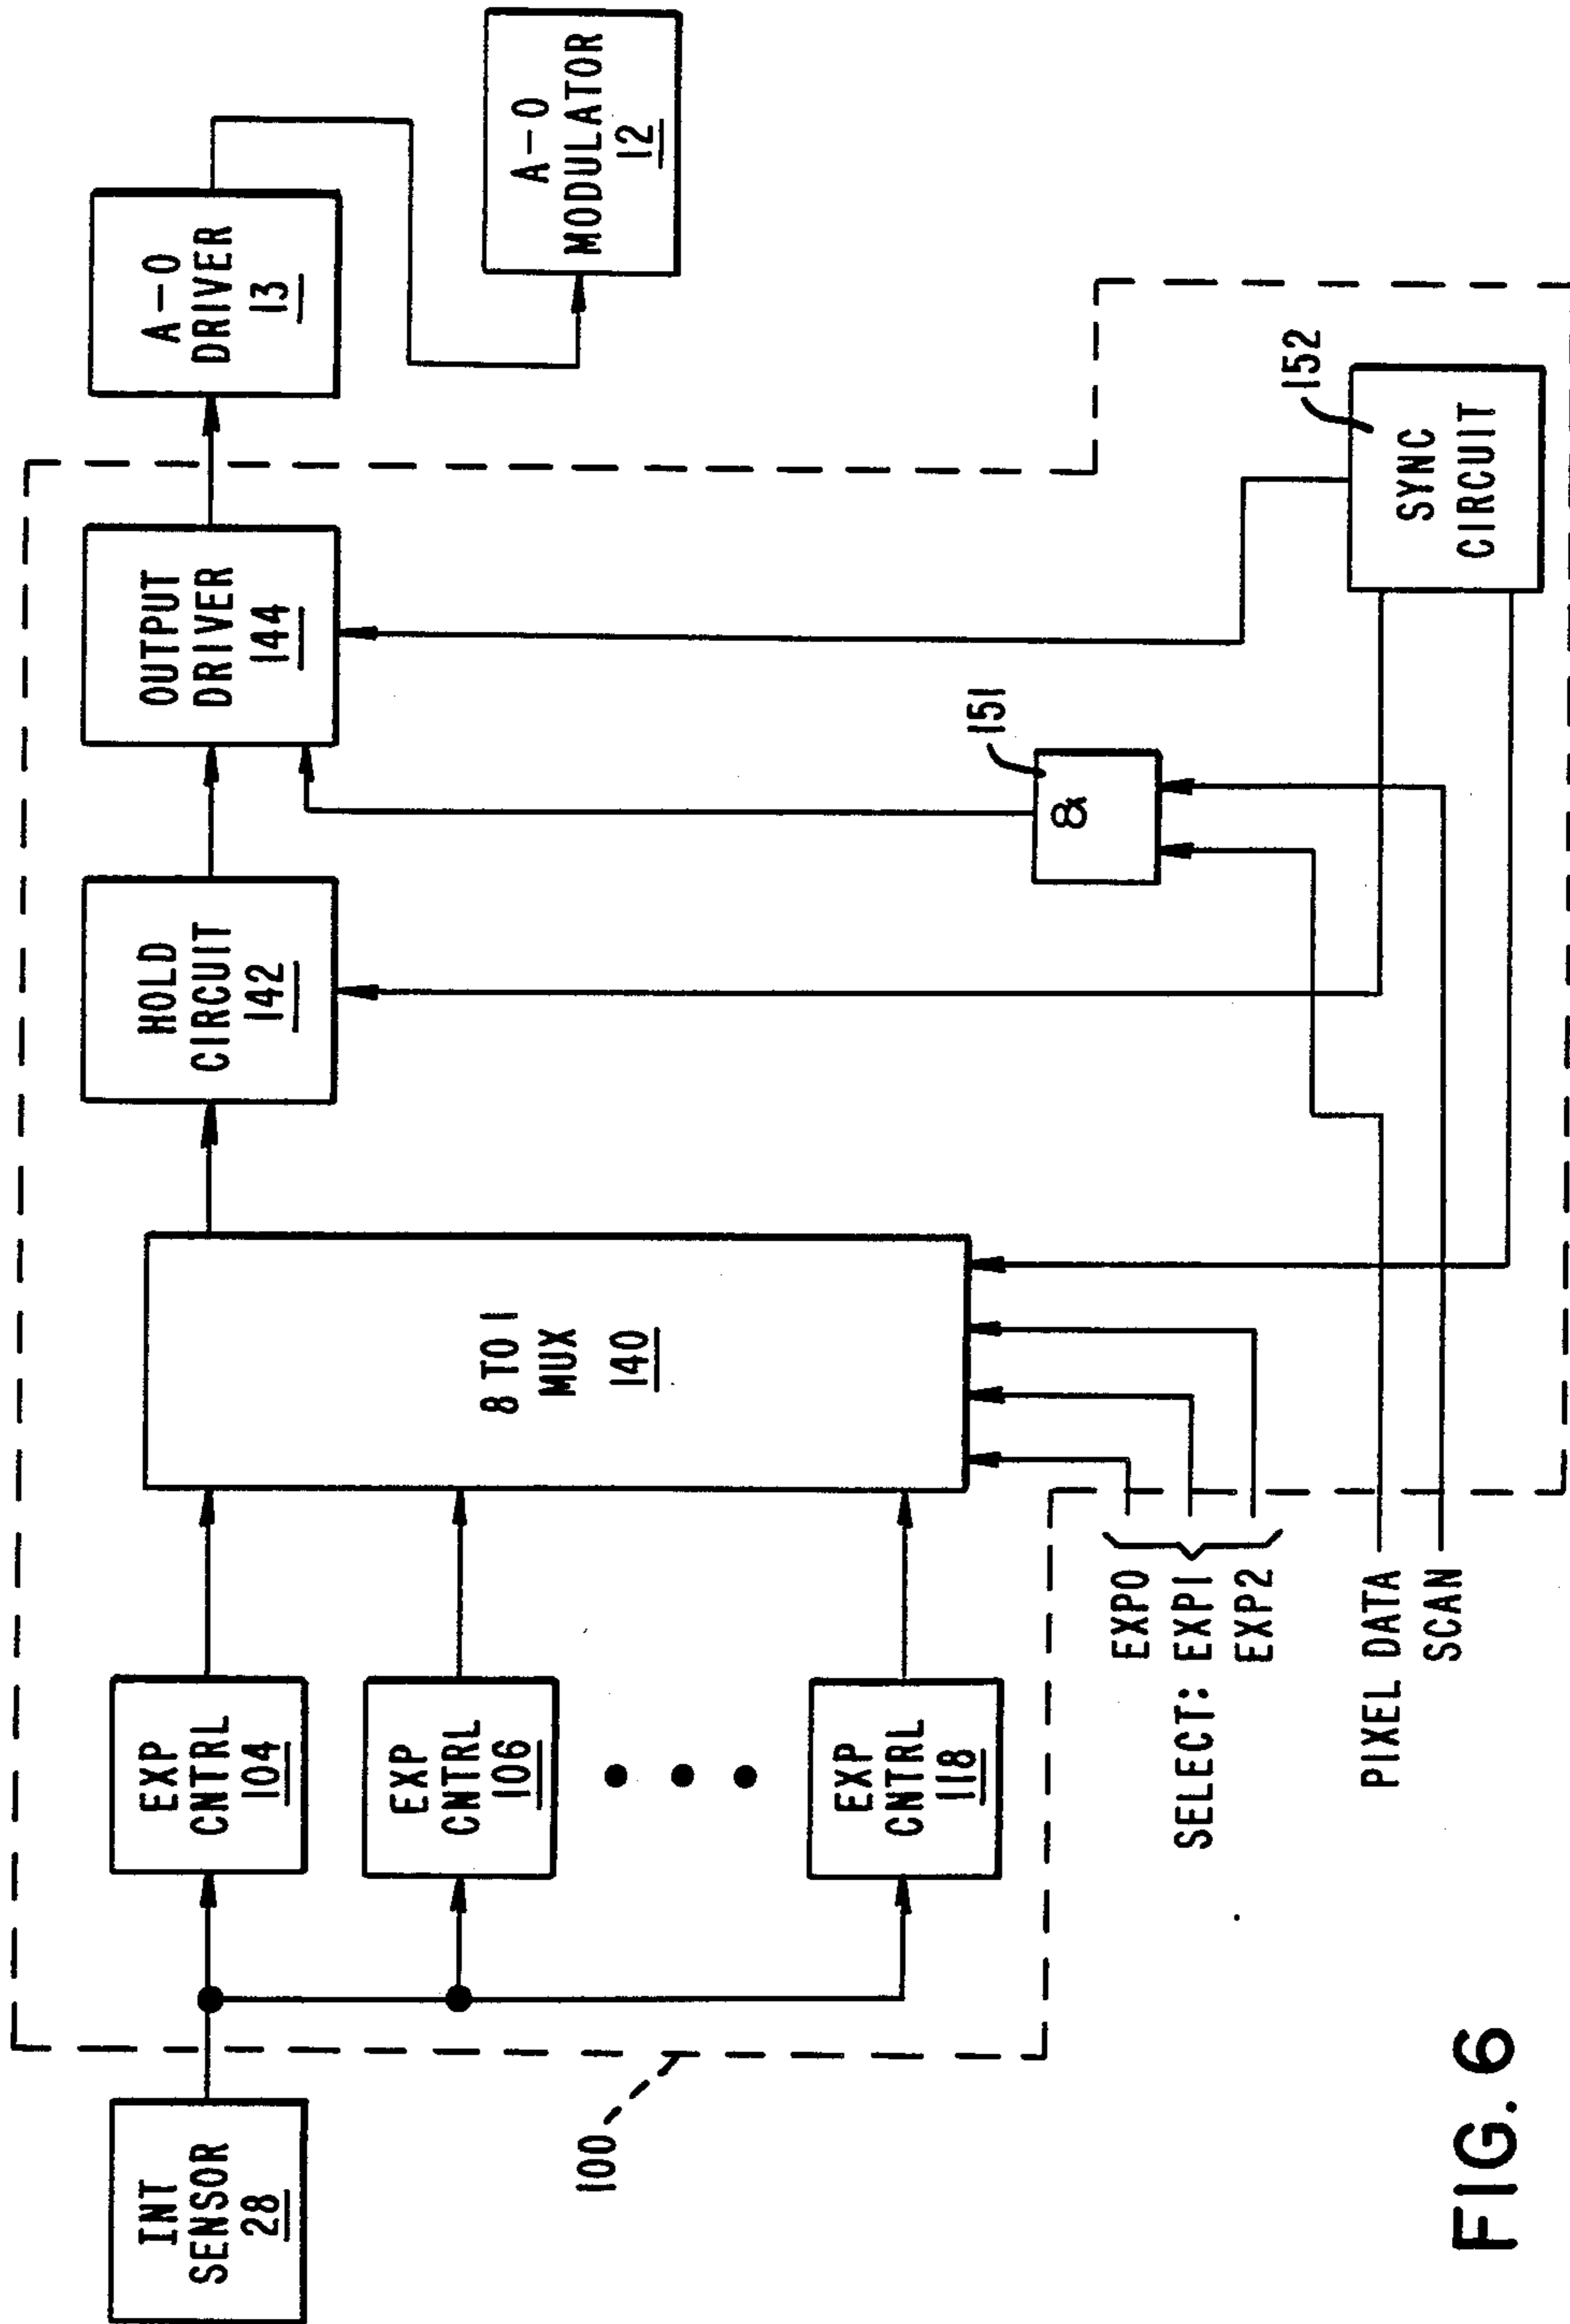 INT
SENSOR
28
100
EXP
CNTRL
104
EXP
CNTRL
106
EXP
CNTRL
118
8 TO 1
MUX
140
HOLD
CIRCUIT
142
OUTPUT
DRIVER
144
A-O
DRIVER
13
A-O
MODULATOR
12
EXP0
SELECT: EXP1
EXP2
PIXEL DATA
SCAN
&
151
SYNC
CIRCUIT
152
FIG. 6